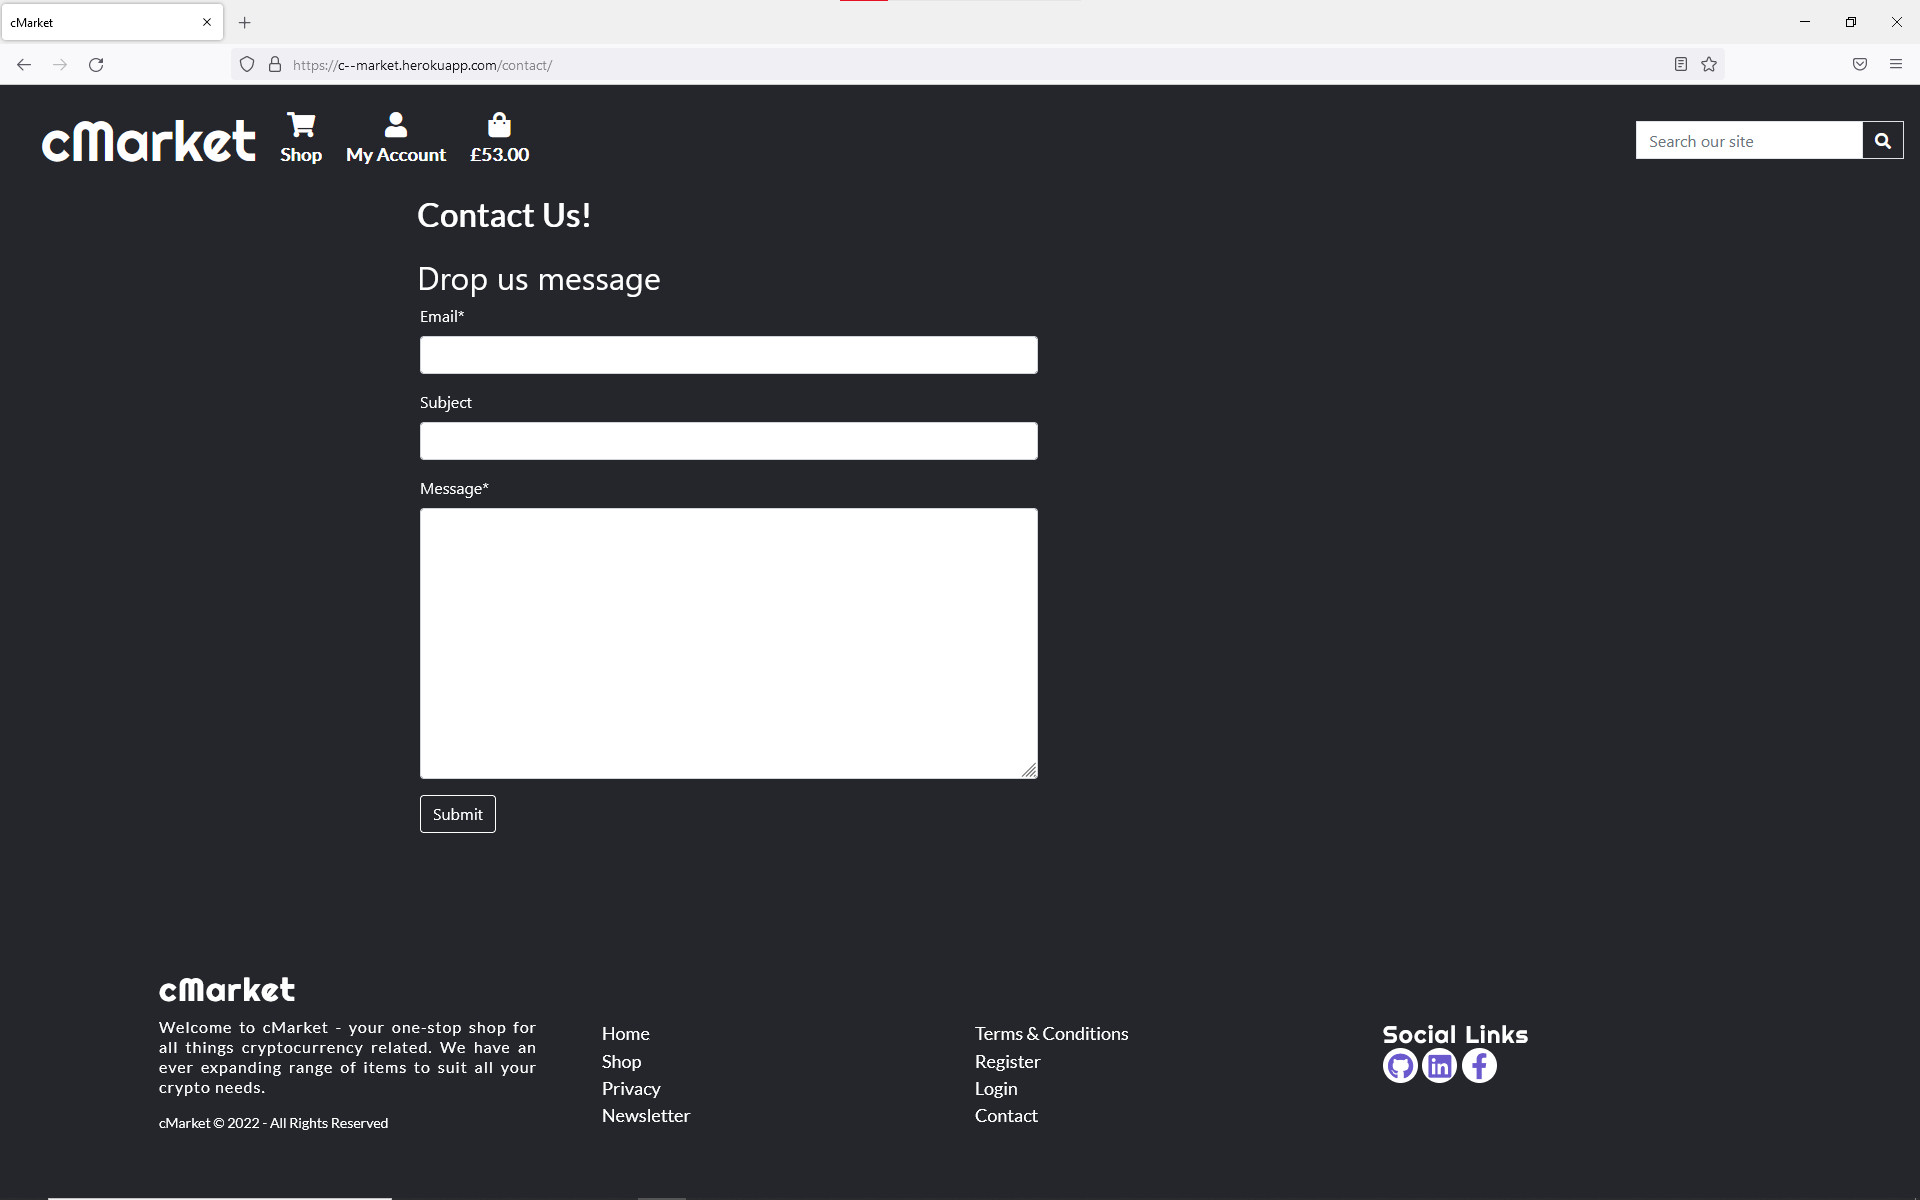 cMarket
https://c--market.herokuapp.com/contact/
cMarket
Shop
My Account
£53.00
Search our site
Contact Us!
Drop us message
Email*
Subject
Message*
Submit
cMarket
Welcome to cMarket - your one-stop shop for
all things cryptocurrency related. We have an
ever expanding range of items to suit all your
crypto needs.
cMarket © 2022 - All Rights Reserved
Home
Shop
Privacy
Newsletter
Terms & Conditions
Register
Login
Contact
Social Links